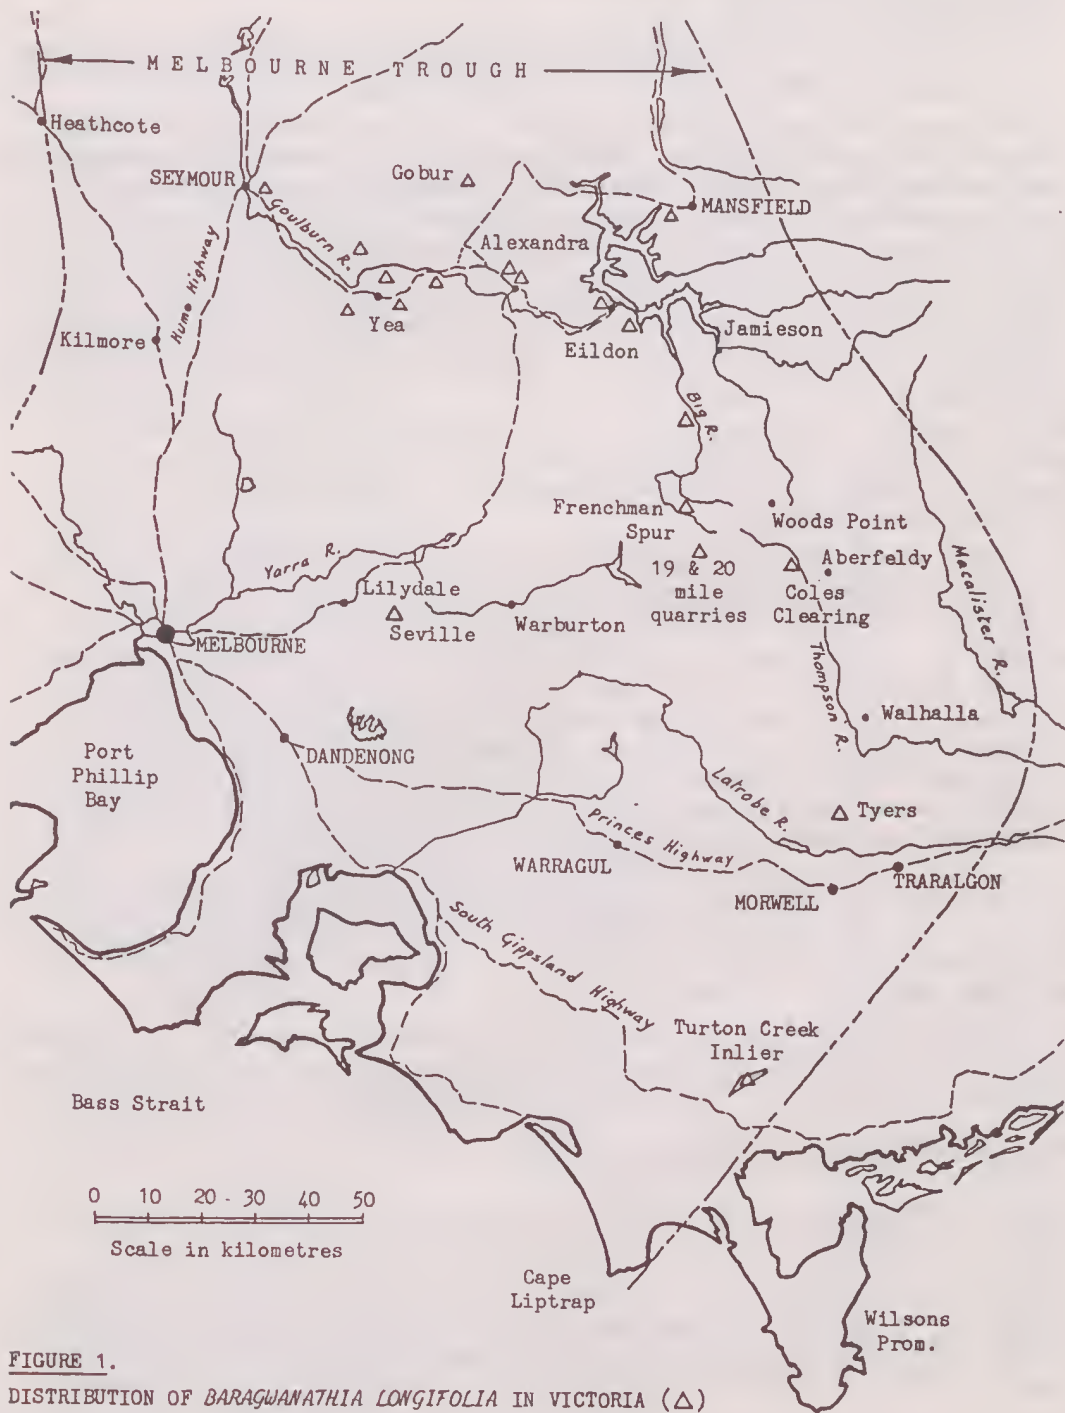 MELBOURNE TROUGH
Heathcote
SEYMOUR
Gobur
MANSFIELD
Goulburn R.
Alexandra
Hume Highway
Kilmore
Yea
Eildon
Jamieson
Big R.
Frenchman
Spur
Woods Point
Yarra R.
19 & 20
mile
quarries
Aberfeldy
Coles
Clearing
Macalister R.
Lilydale
Seville
Warburton
MELBOURNE
Thompson R.
Walhalla
Port
Phillip
Bay
DANDENONG
Latrobe R.
Tyers
Princes Highway
WARRAGUL
TRARALGON
MORWELL
South Gippsland Highway
Turton Creek
Inlier
Bass Strait
0 10 20 - 30 40 50
Scale in kilometres
Cape
Liptrap
Wilsons
Prom.
FIGURE 1.
DISTRIBUTION OF BARAGWANATHIA LONGIFOLIA IN VICTORIA (△)